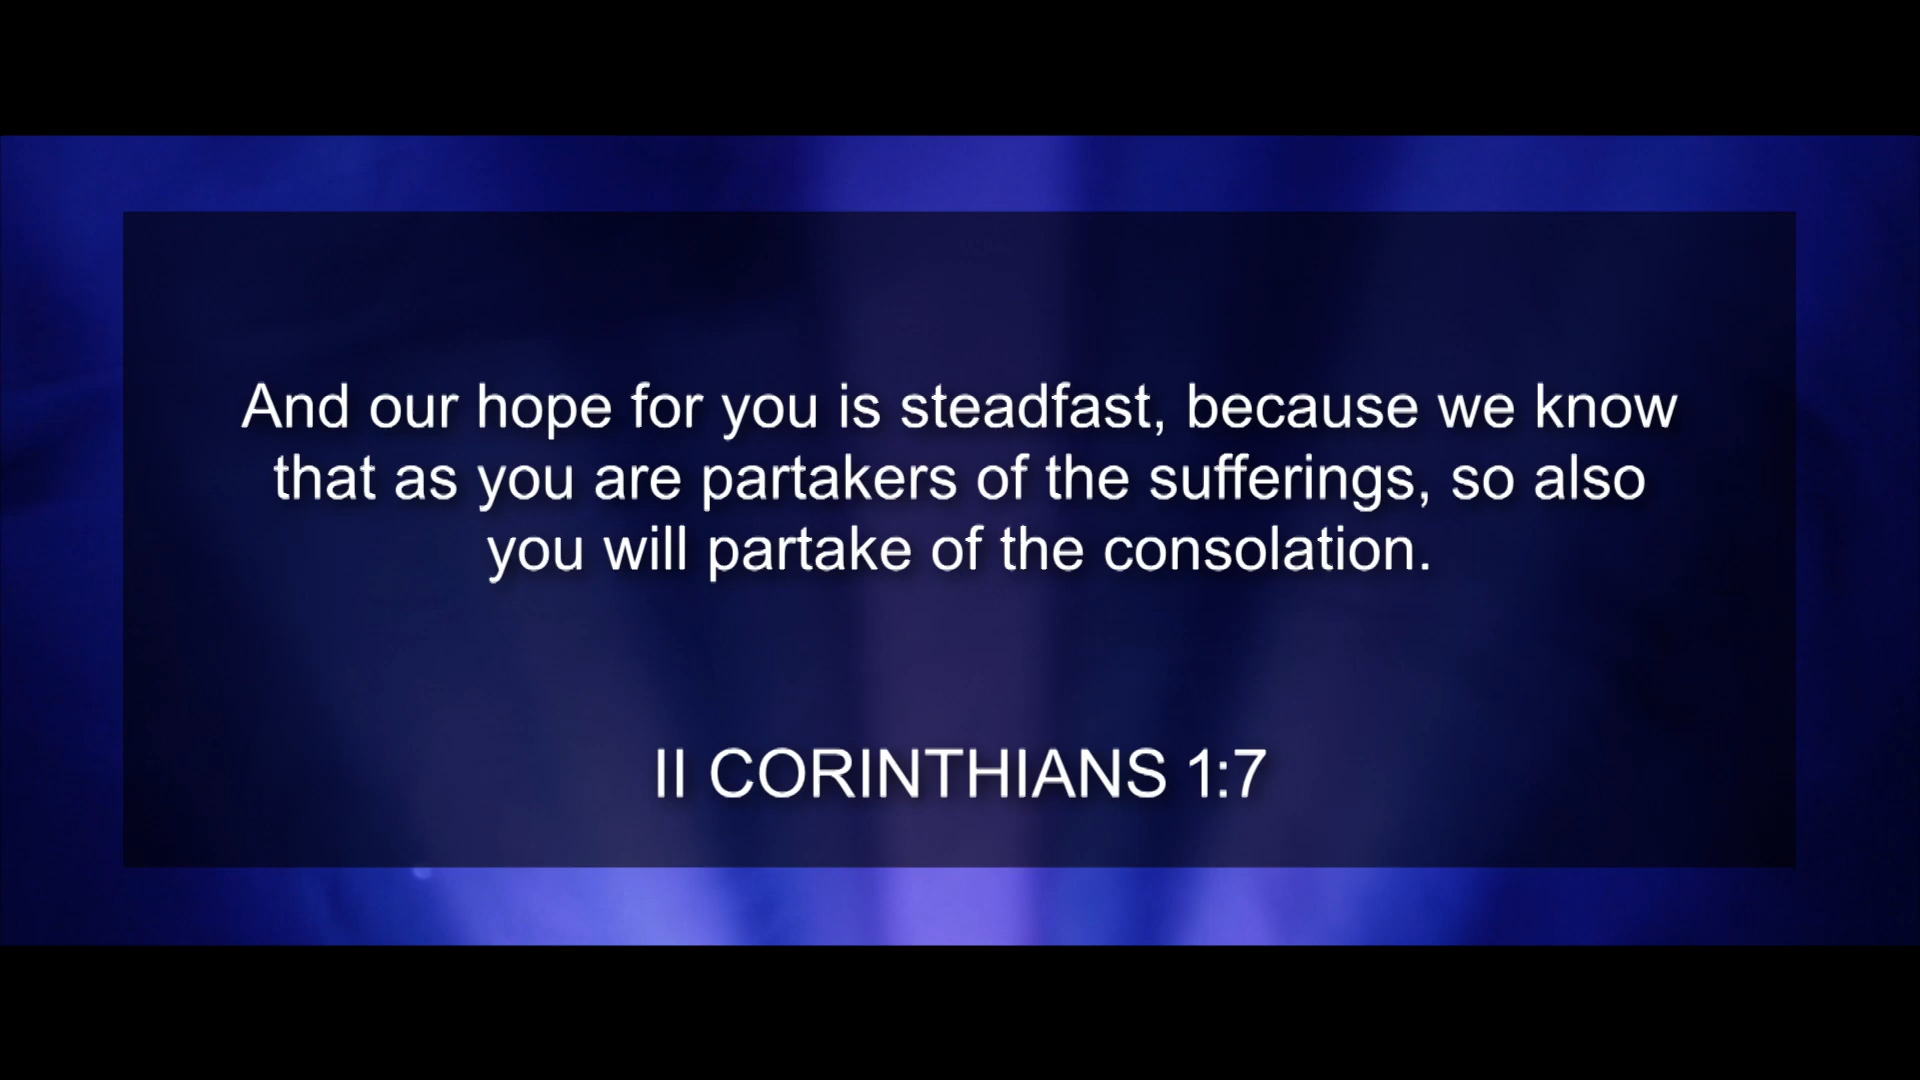 And our hope for you is steadfast, because we know
that as you are partakers of the sufferings, so also
you will partake of the consolation.
II CORINTHIANS 1:7